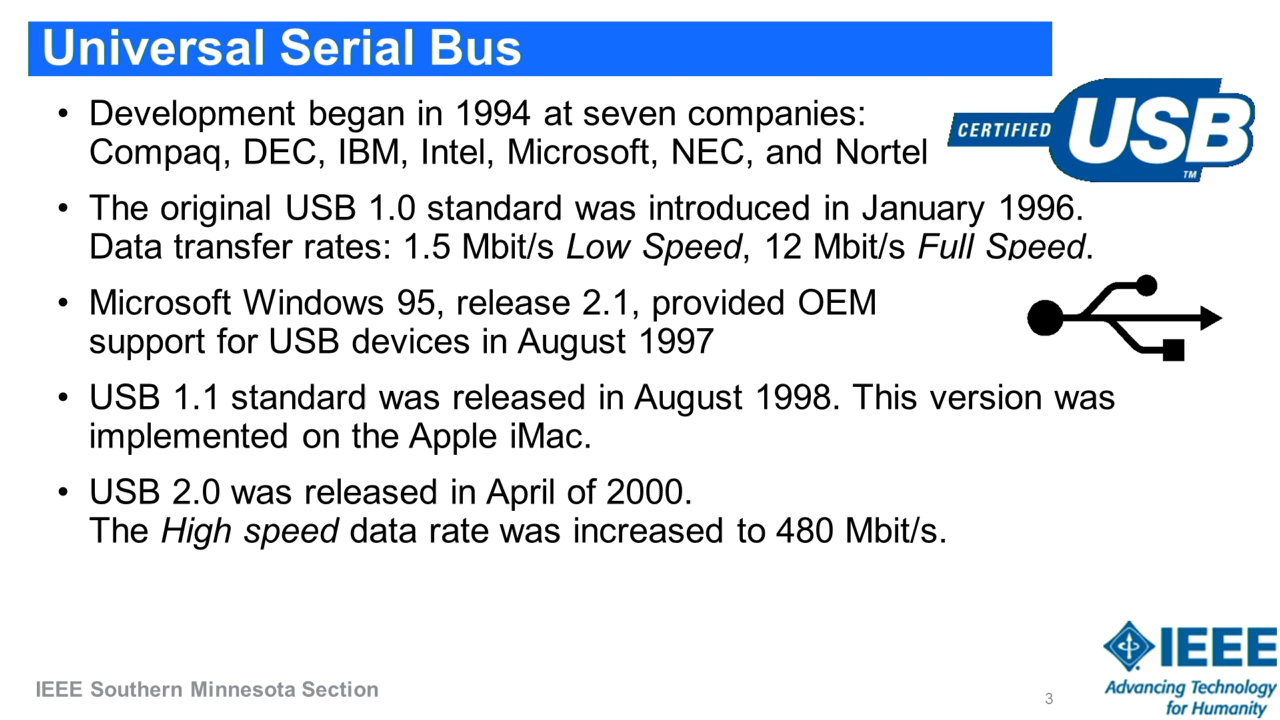 Universal Serial Bus
• Development began in 1994 at seven companies:
Compaq, DEC, IBM, Intel, Microsoft, NEC, and Nortel
CERTIFIED USB TM
• The original USB 1.0 standard was introduced in January 1996.
Data transfer rates: 1.5 Mbit/s Low Speed, 12 Mbit/s Full Speed.
• Microsoft Windows 95, release 2.1, provided OEM
support for USB devices in August 1997
• USB 1.1 standard was released in August 1998. This version was
implemented on the Apple iMac.
• USB 2.0 was released in April of 2000.
The High speed data rate was increased to 480 Mbit/s.
IEEE Southern Minnesota Section
3
IEEE
Advancing Technology
for Humanity